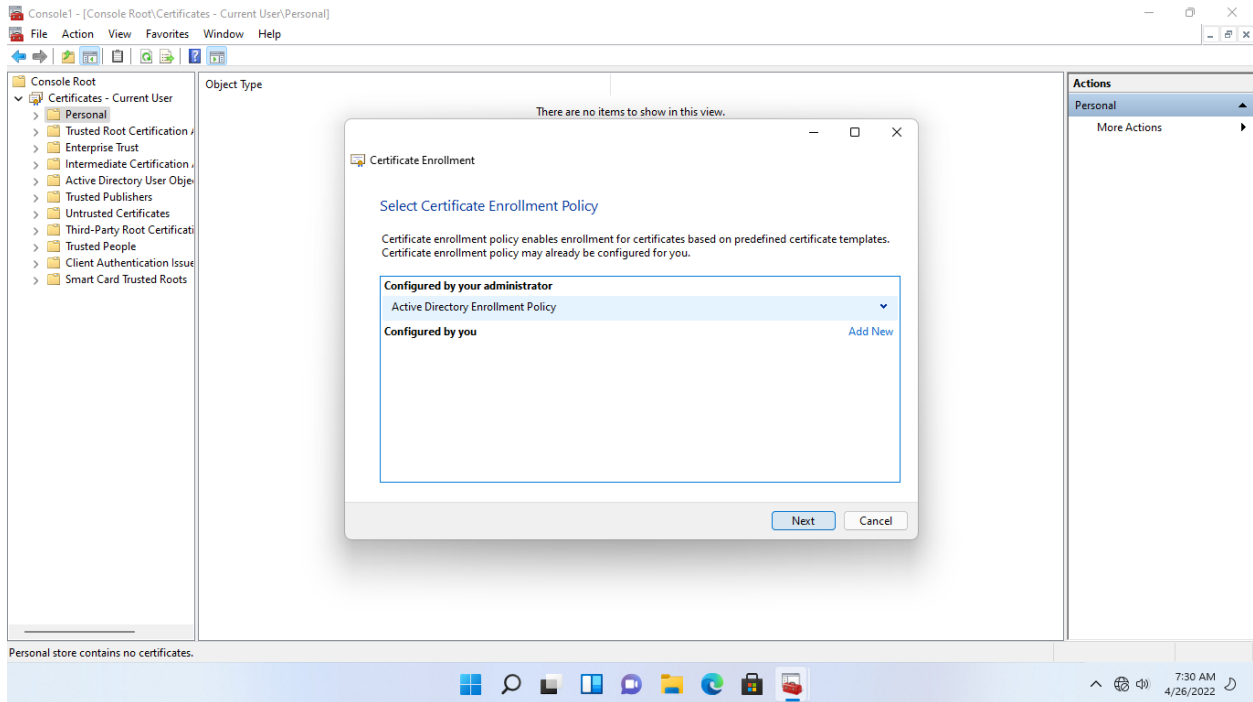 Console1 - [Console Root\Certificates - Current User\Personal]
File Action View Favorites Window Help
Console Root
Certificates - Current User
Personal
Trusted Root Certification
Enterprise Trust
Intermediate Certification
Active Directory User Obje
Trusted Publishers
Untrusted Certificates
Third-Party Root Certificati
Trusted People
Client Authentication Issue
Smart Card Trusted Roots
Object Type
There are no items to show in this view.
Certificate Enrollment
Select Certificate Enrollment Policy
Certificate enrollment policy enables enrollment for certificates based on predefined certificate templates.
Certificate enrollment policy may already be configured for you.
Configured by your administrator
Active Directory Enrollment Policy
Configured by you Add New
Next Cancel
Actions
Personal
More Actions
Personal store contains no certificates.
7:30 AM
4/26/2022